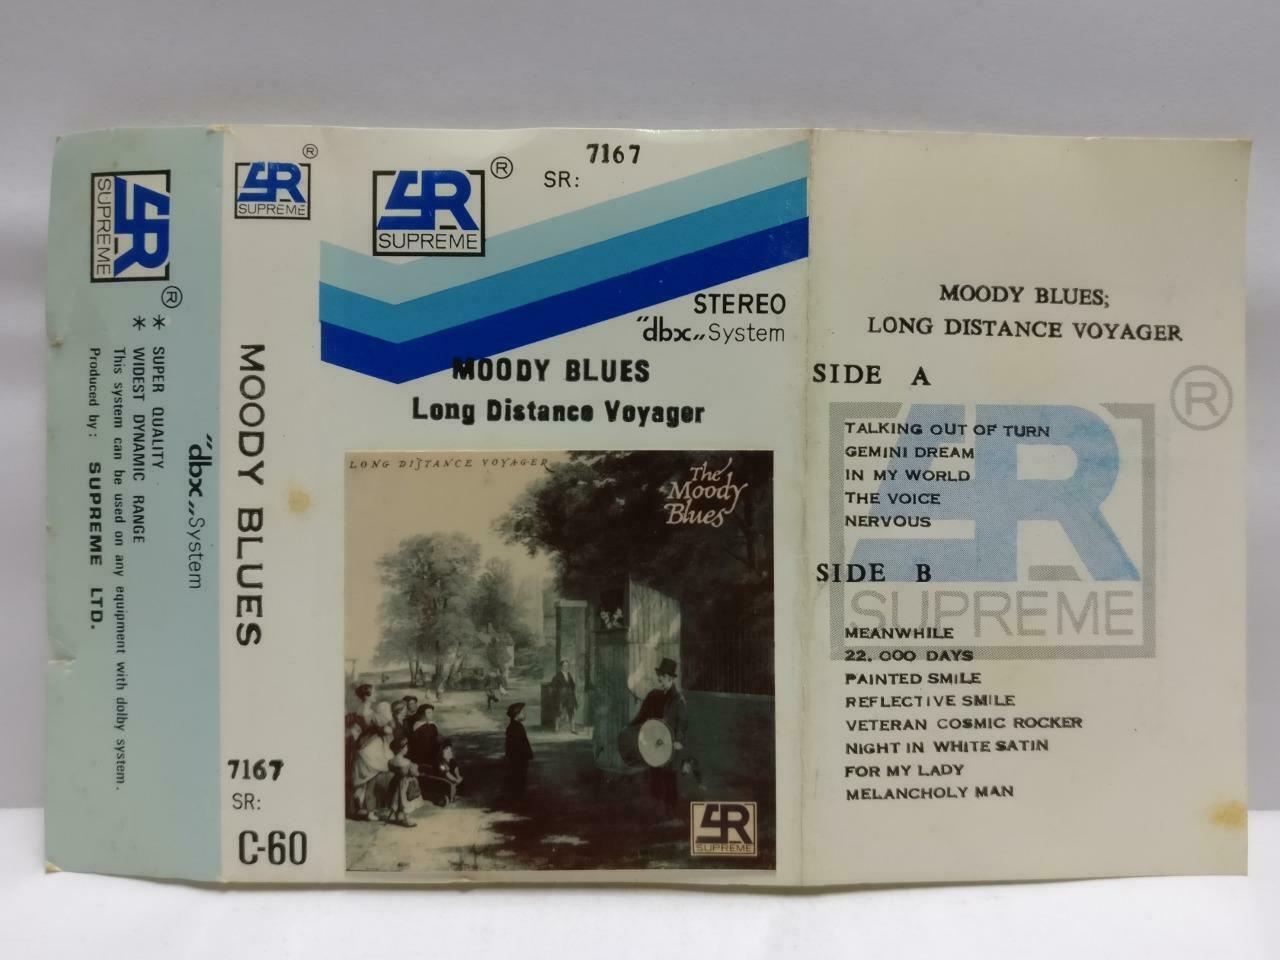 SR ®
SUPREME
* SUPER QUALITY
* WIDEST DYNAMIC RANGE
This system can be used on any equipment with dolby system.
Produced by: SUPREME LTD.
"dbx„ System
SR ®
SUPREME
MOODY BLUES
7167
SR:
C-60
SR ®
SUPREME
7167
SR:
STEREO
"dbx„ System
MOODY BLUES
Long Distance Voyager
LONG DISTANCE VOYAGER
The
Moody
Blues
SR
SUPREME
MOODY BLUES;
LONG DISTANCE VOYAGER
SIDE A
TALKING OUT OF TURN
GEMINI DREAM
IN MY WORLD
THE VOICE
NERVOUS
SIDE B
MEANWHILE
22, 000 DAYS
PAINTED SMILE
REFLECTIVE SMILE
VETERAN COSMIC ROCKER
NIGHT IN WHITE SATIN
FOR MY LADY
MELANCHOLY MAN
SR ®
SUPREME